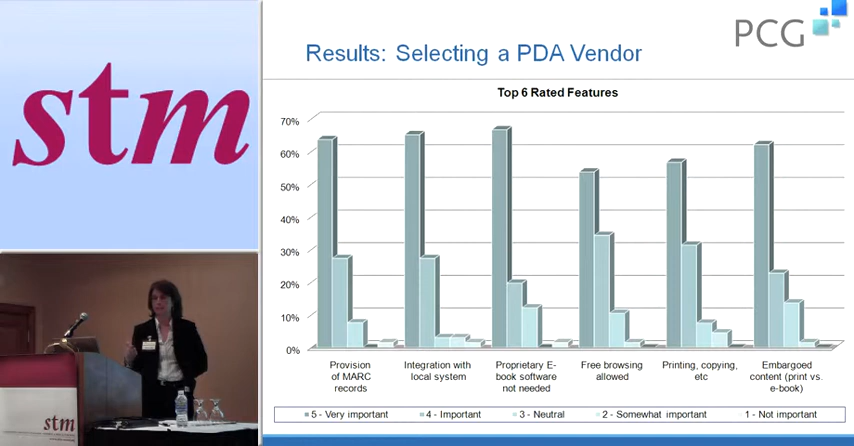 stm
PCG
Results: Selecting a PDA Vendor
Top 6 Rated Features
70%
60%
50%
40%
30%
20%
10%
0%
Provision
of MARC
records
Integration with
local system
Proprietary E-
book software
not needed
Free browsing
allowed
Printing, copying,
etc
Embargoed
content (print vs.
e-book)
5 - Very important
4 - Important
3 - Neutral
2 - Somewhat important
1 - Not important
stm